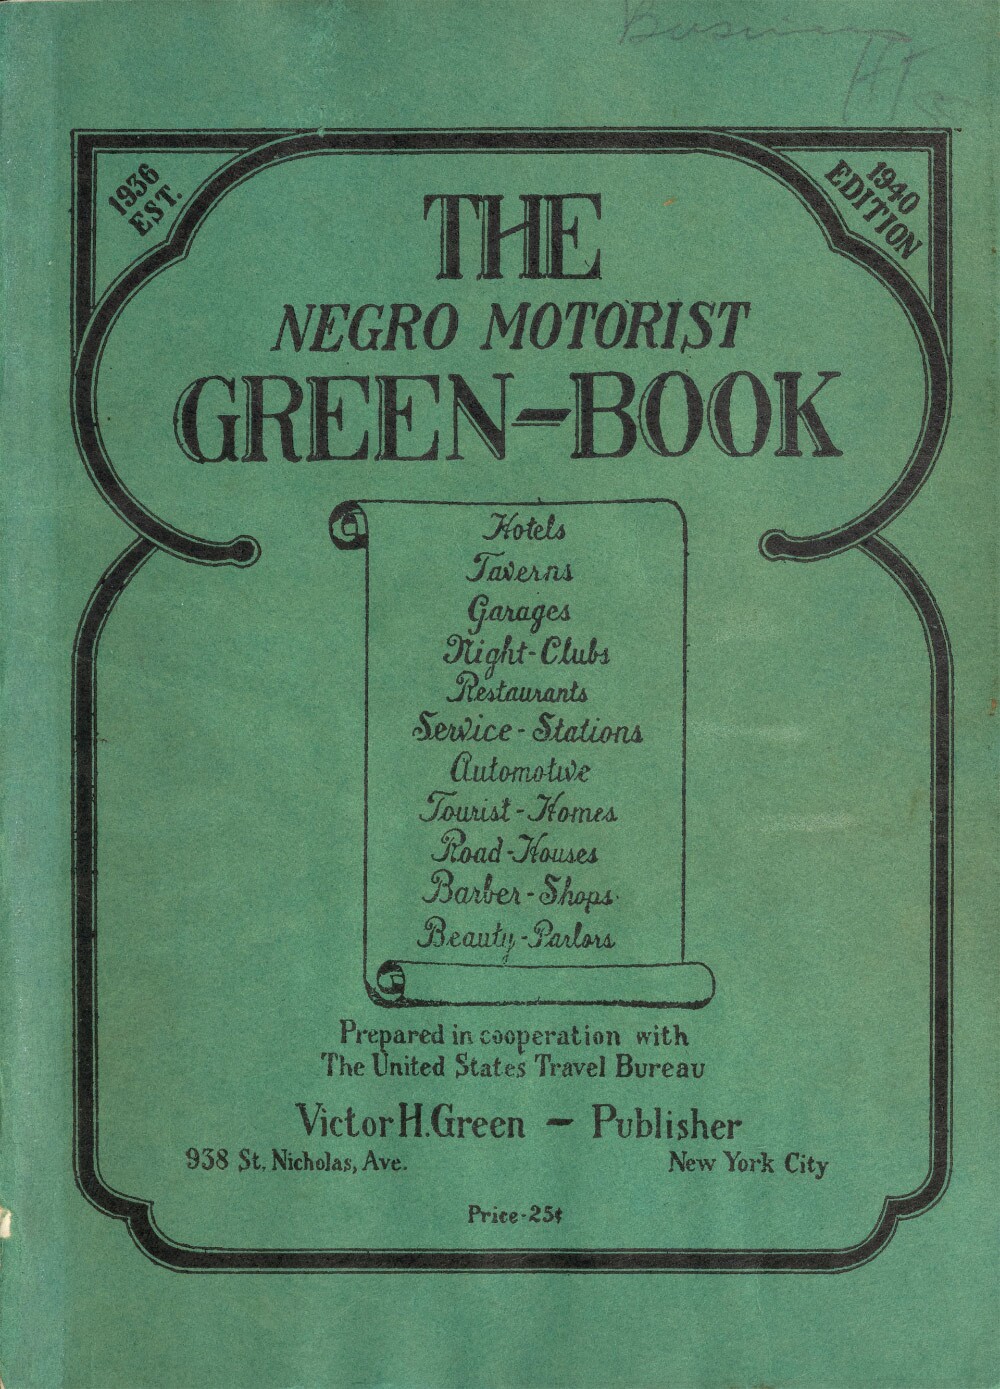 Business
1936
EST.
1940
EDITION
THE
NEGRO MOTORIST
GREEN-BOOK
Hotels
Taverns
Garages
Night-Clubs
Restaurants
Service-Stations
Automotive
Tourist-Homes
Road-Houses
Barber-Shops
Beauty-Parlors
Prepared in cooperation with
The United States Travel Bureau
Victor H. Green — Publisher
938 St. Nicholas, Ave. New York City
Price-25¢